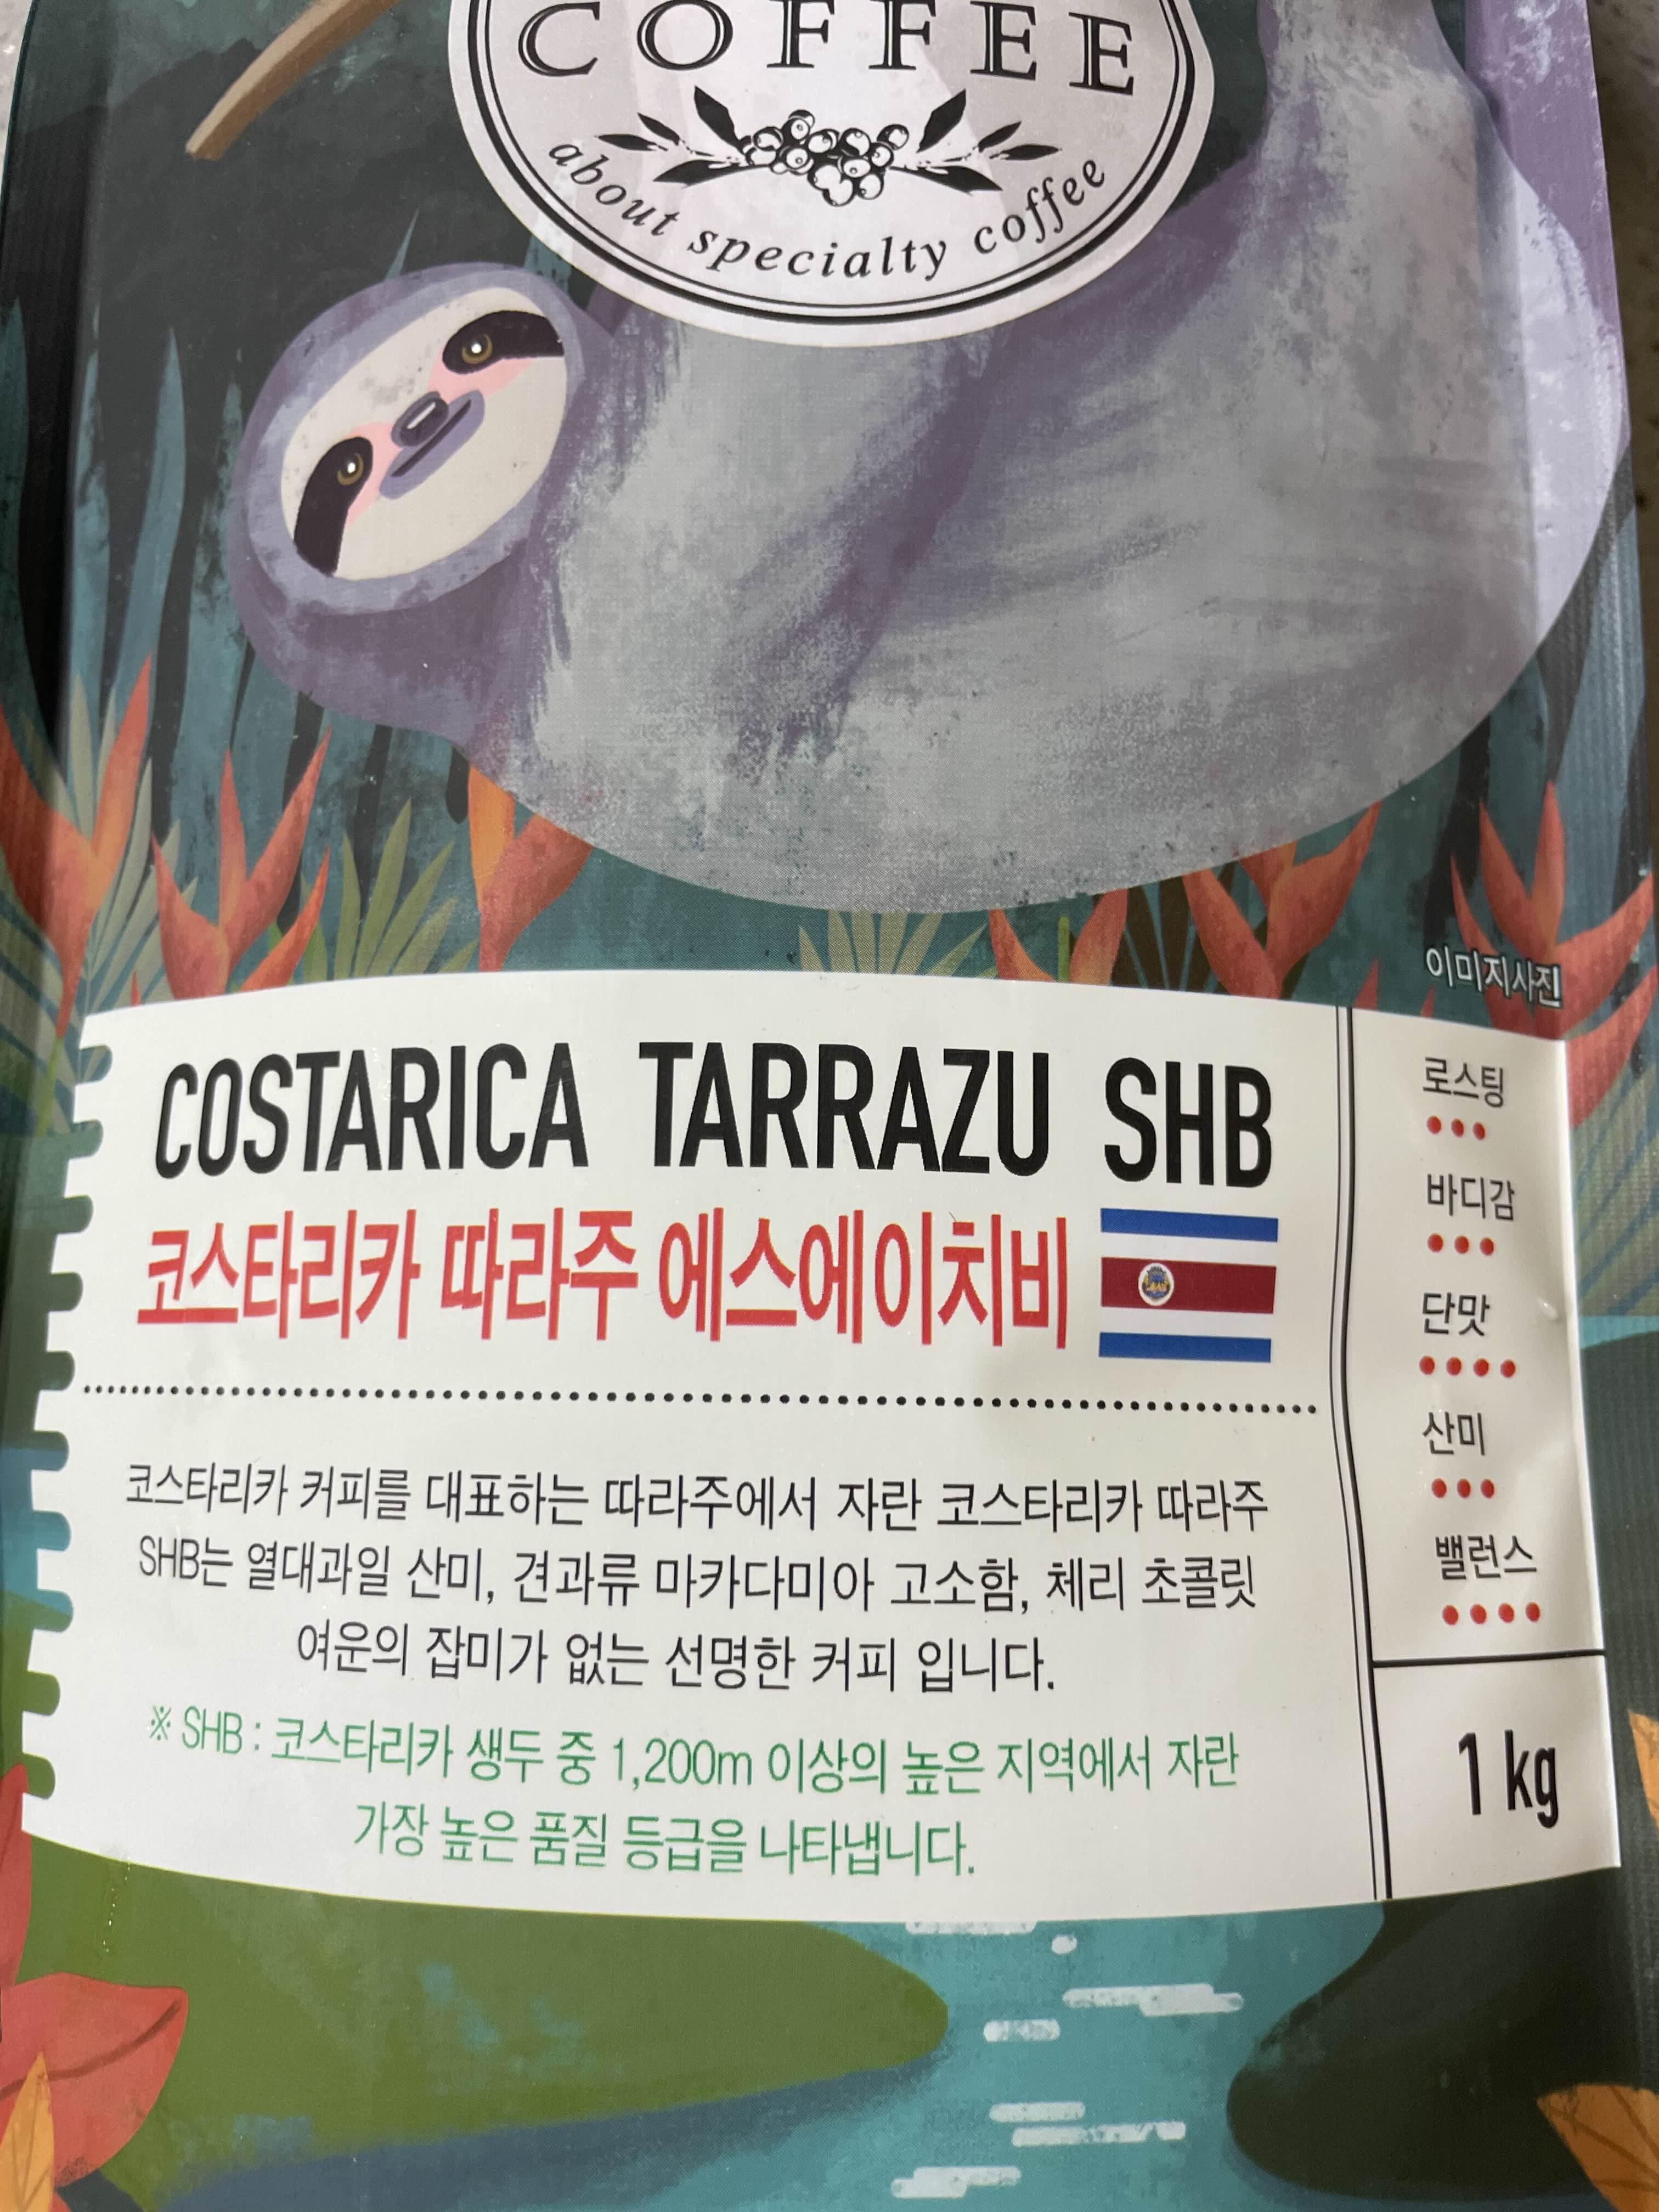 COFFEE
about specialty coffee
이미지사진
COSTARICA TARRAZU SHB
코스타리카 따라주 에스에이치비
코스타리카 커피를 대표하는 따라주에서 자란 코스타리카 따라주
SHB는 열대과일 산미, 견과류 마카다미아 고소함, 체리 초콜릿
여운의 잡미가 없는 선명한 커피 입니다.
※ SHB : 코스타리카 생두 중 1,200m 이상의 높은 지역에서 자란
가장 높은 품질 등급을 나타냅니다.
로스팅
바디감
단맛
산미
밸런스
1 kg